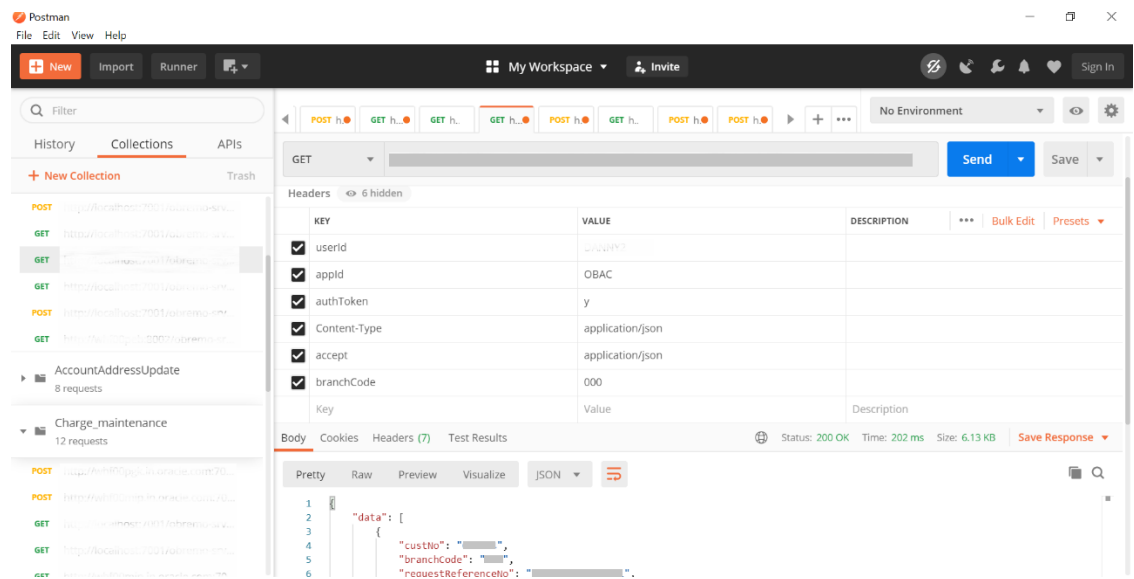 Postman
File Edit View Help
New Import Runner My Workspace Invite Sign In
Filter
History Collections APIs
+ New Collection Trash
POST
GET
GET
GET
POST
GET
AccountAddressUpdate
8 requests
Charge_maintenance
12 requests
POST
POST
GET
GET
GET
POST h. GET h... GET h.. GET h... POST h. GET h.. POST h. POST h. + ••• No Environment
GET Send Save
Headers 6 hidden
KEY VALUE DESCRIPTION ••• Bulk Edit Presets
userId
appId OBAC
authToken y
Content-Type application/json
accept application/json
branchCode 000
Key Value Description
Body Cookies Headers (7) Test Results Status: 200 OK Time: 202 ms Size: 6.13 KB Save Response
Pretty Raw Preview Visualize JSON
1 {
2 "data": [
3 {
4 "custNo": " ",
5 "branchCode": " ",
6 "requestReferenceNo": " ",